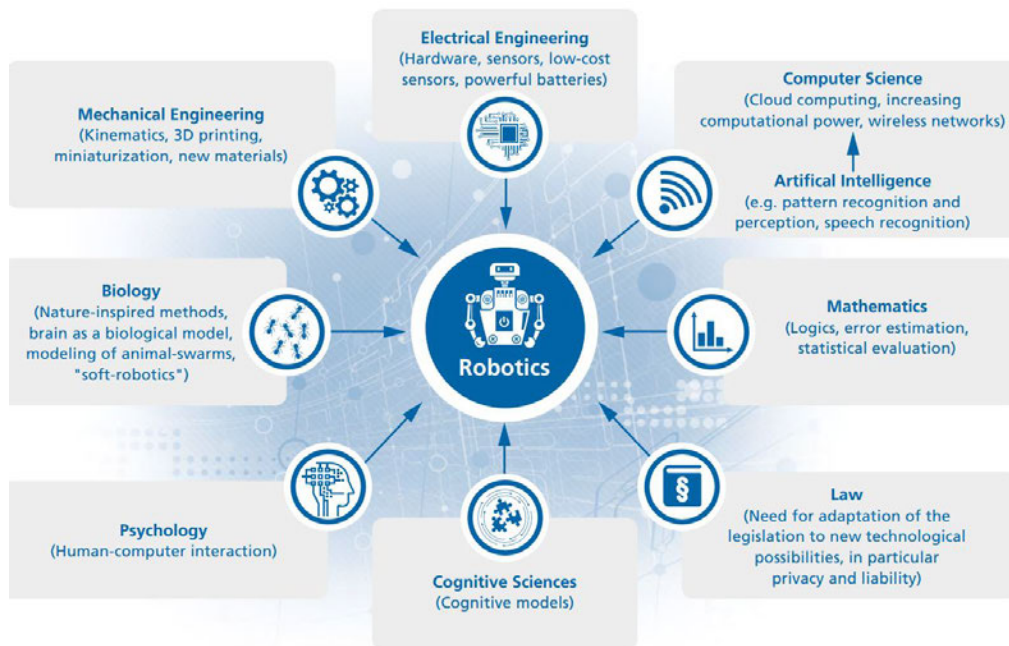 Electrical Engineering
(Hardware, sensors, low-cost
sensors, powerful batteries)
Mechanical Engineering
(Kinematics, 3D printing,
miniaturization, new materials)
Computer Science
(Cloud computing, increasing
computational power, wireless networks)
Artifical Intelligence
(e.g. pattern recognition and
perception, speech recognition)
Biology
(Nature-inspired methods,
brain as a biological model,
modeling of animal-swarms,
"soft-robotics")
Robotics
Mathematics
(Logics, error estimation,
statistical evaluation)
Psychology
(Human-computer interaction)
Cognitive Sciences
(Cognitive models)
§
Law
(Need for adaptation of the
legislation to new technological
possibilities, in particular
privacy and liability)